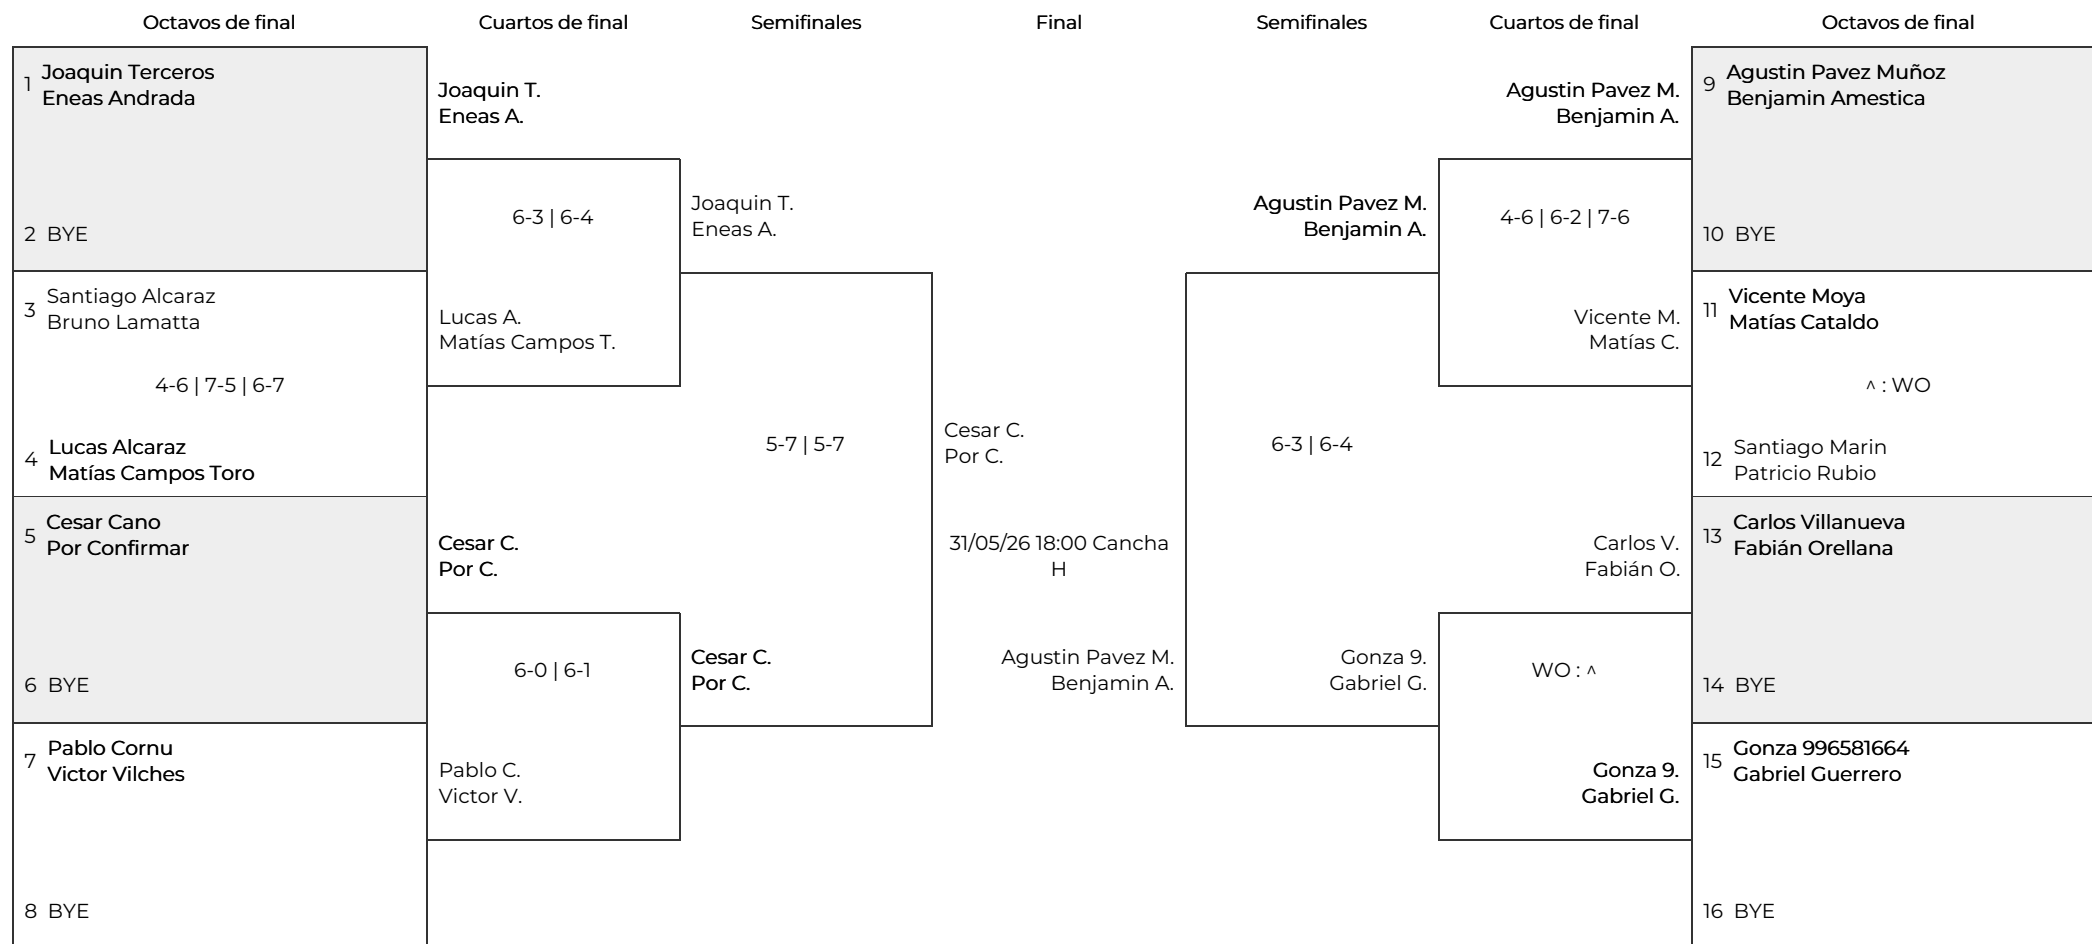 Octavos de final
Cuartos de final
Semifinales
Final
Semifinales
Cuartos de final
Octavos de final
1
Joaquin Terceros
Eneas Andrada
2 BYE
3
Santiago Alcaraz
Bruno Lamatta
4-6 | 7-5 | 6-7
4
Lucas Alcaraz
Matías Campos Toro
5
Cesar Cano
Por Confirmar
6 BYE
7
Pablo Cornu
Victor Vilches
8 BYE
Joaquin T.
Eneas A.
6-3 | 6-4
Lucas A.
Matías Campos T.
Cesar C.
Por C.
6-0 | 6-1
Pablo C.
Victor V.
Joaquin T.
Eneas A.
5-7 | 5-7
Cesar C.
Por C.
Cesar C.
Por C.
31/05/26 18:00 Cancha
H
Agustin Pavez M.
Benjamin A.
Agustin Pavez M.
Benjamin A.
6-3 | 6-4
Gonza 9.
Gabriel G.
Agustin Pavez M.
Benjamin A.
4-6 | 6-2 | 7-6
Vicente M.
Matías C.
Carlos V.
Fabián O.
WO : ^
Gonza 9.
Gabriel G.
9
Agustin Pavez Muñoz
Benjamin Amestica
10 BYE
11
Vicente Moya
Matías Cataldo
^ : WO
12
Santiago Marin
Patricio Rubio
13
Carlos Villanueva
Fabián Orellana
14 BYE
15
Gonza 996581664
Gabriel Guerrero
16 BYE